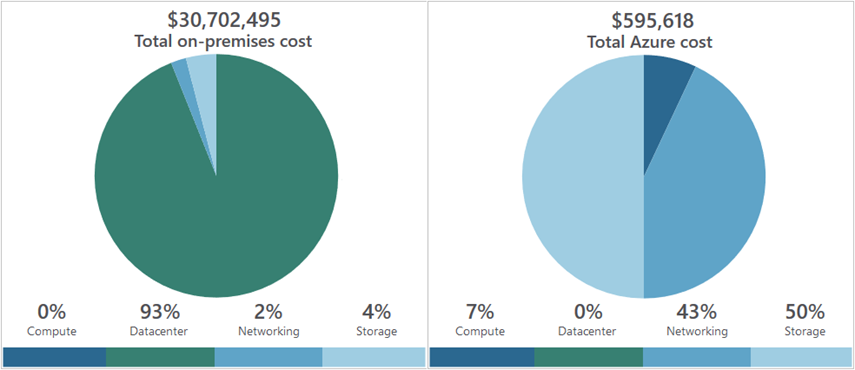 $30,702,495
Total on-premises cost
0% 93% 2% 4%
Compute Datacenter Networking Storage
$595,618
Total Azure cost
7% 0% 43% 50%
Compute Datacenter Networking Storage